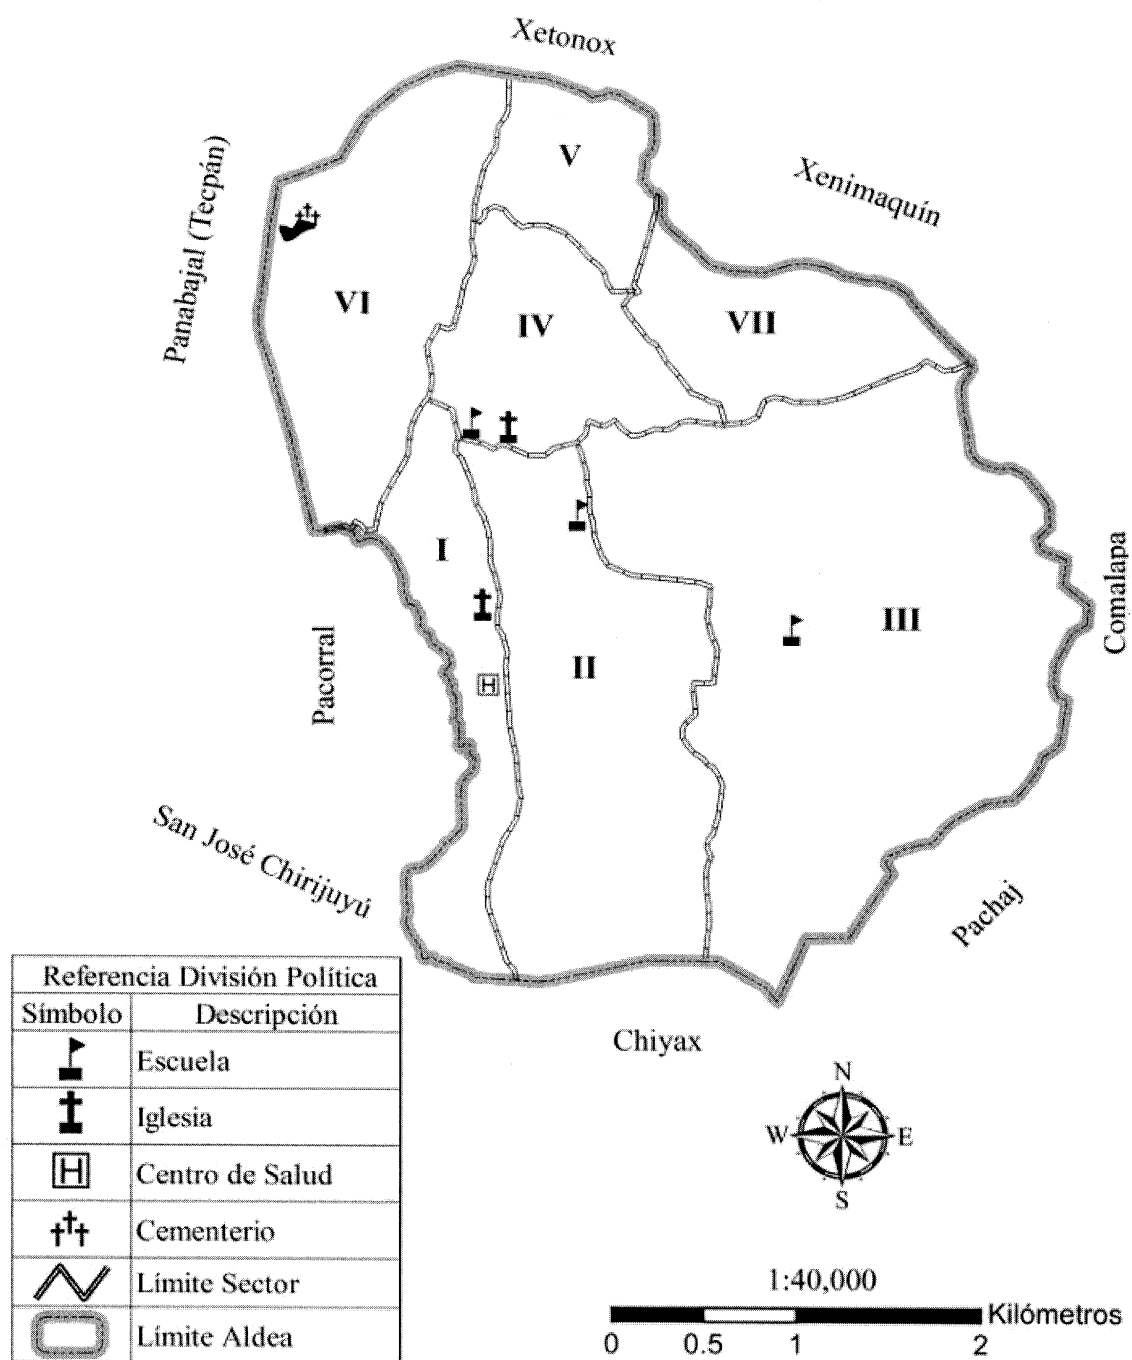 Xetonox
Xenimaquín
Panabajal (Tecpán)
V
VI
IV
VII
I
II
III
Comalapa
Pacorral
San José Chirijuyú
Pachaj
Chiyax
Referencia División Política
Símbolo Descripción
Escuela
Iglesia
H Centro de Salud
Cementerio
Límite Sector
Límite Aldea
H
N
W E
S
1:40,000
Kilómetros
0 0.5 1 2